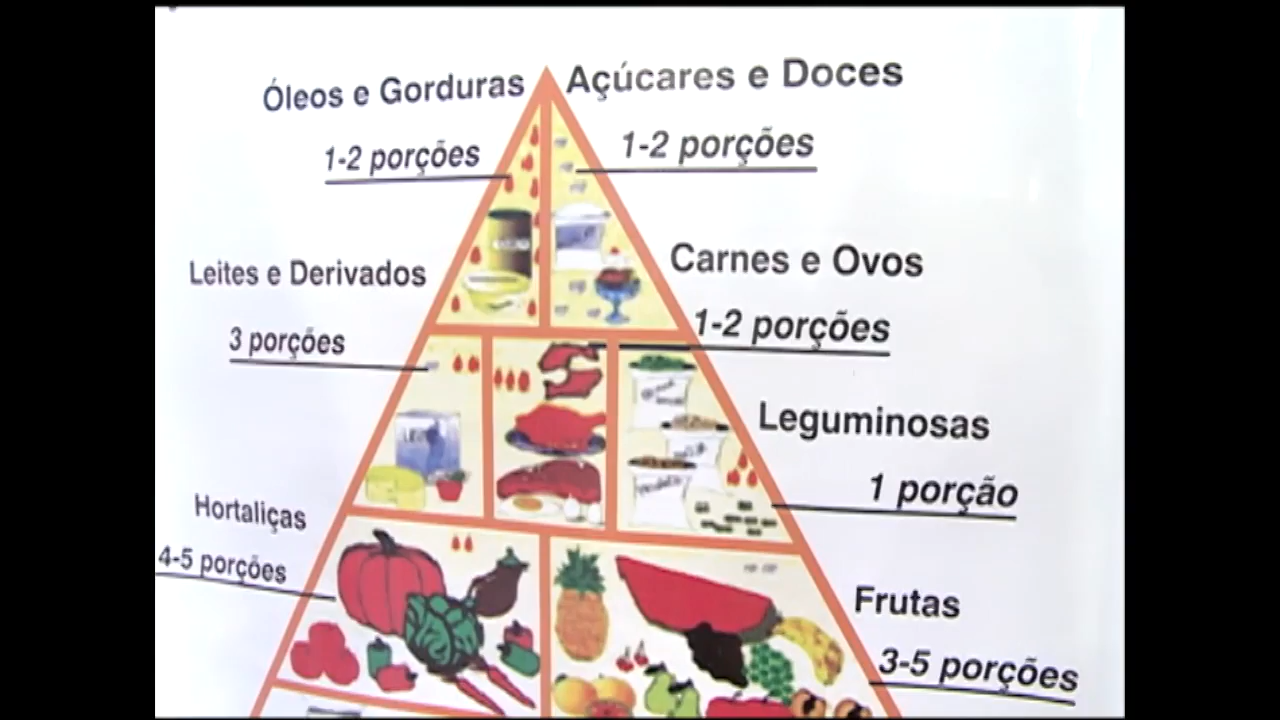 Óleos e Gorduras
1-2 porções
Açúcares e Doces
1-2 porções
Leites e Derivados
3 porções
Carnes e Ovos
1-2 porções
Leguminosas
1 porção
Hortaliças
4-5 porções
Frutas
3-5 porções